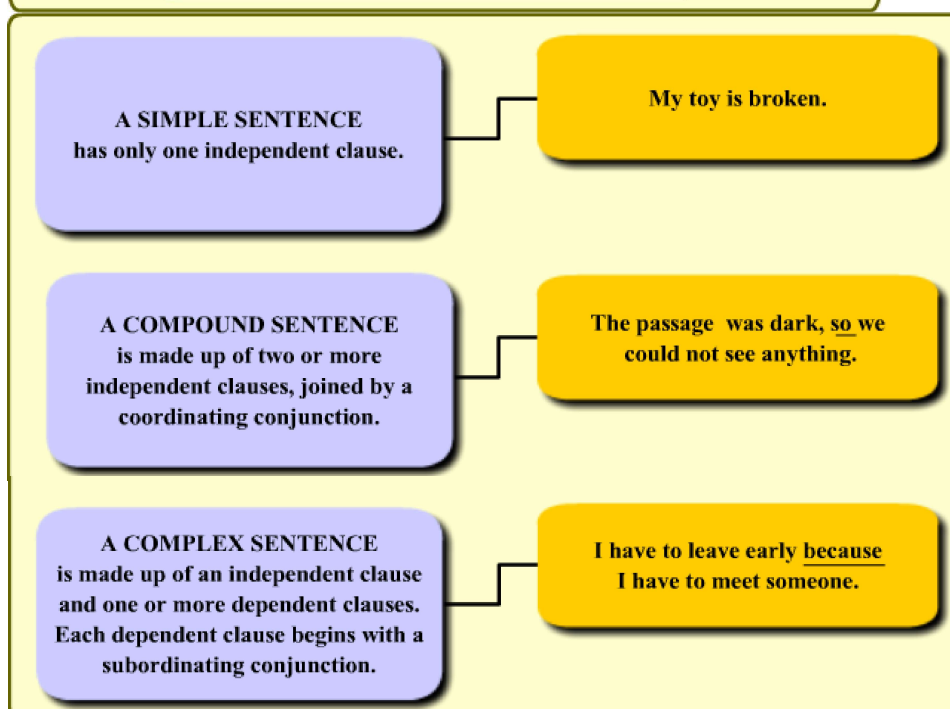 A SIMPLE SENTENCE
has only one independent clause.
My toy is broken.
A COMPOUND SENTENCE
is made up of two or more
independent clauses, joined by a
coordinating conjunction.
The passage was dark, so we
could not see anything.
A COMPLEX SENTENCE
is made up of an independent clause
and one or more dependent clauses.
Each dependent clause begins with a
subordinating conjunction.
I have to leave early because
I have to meet someone.